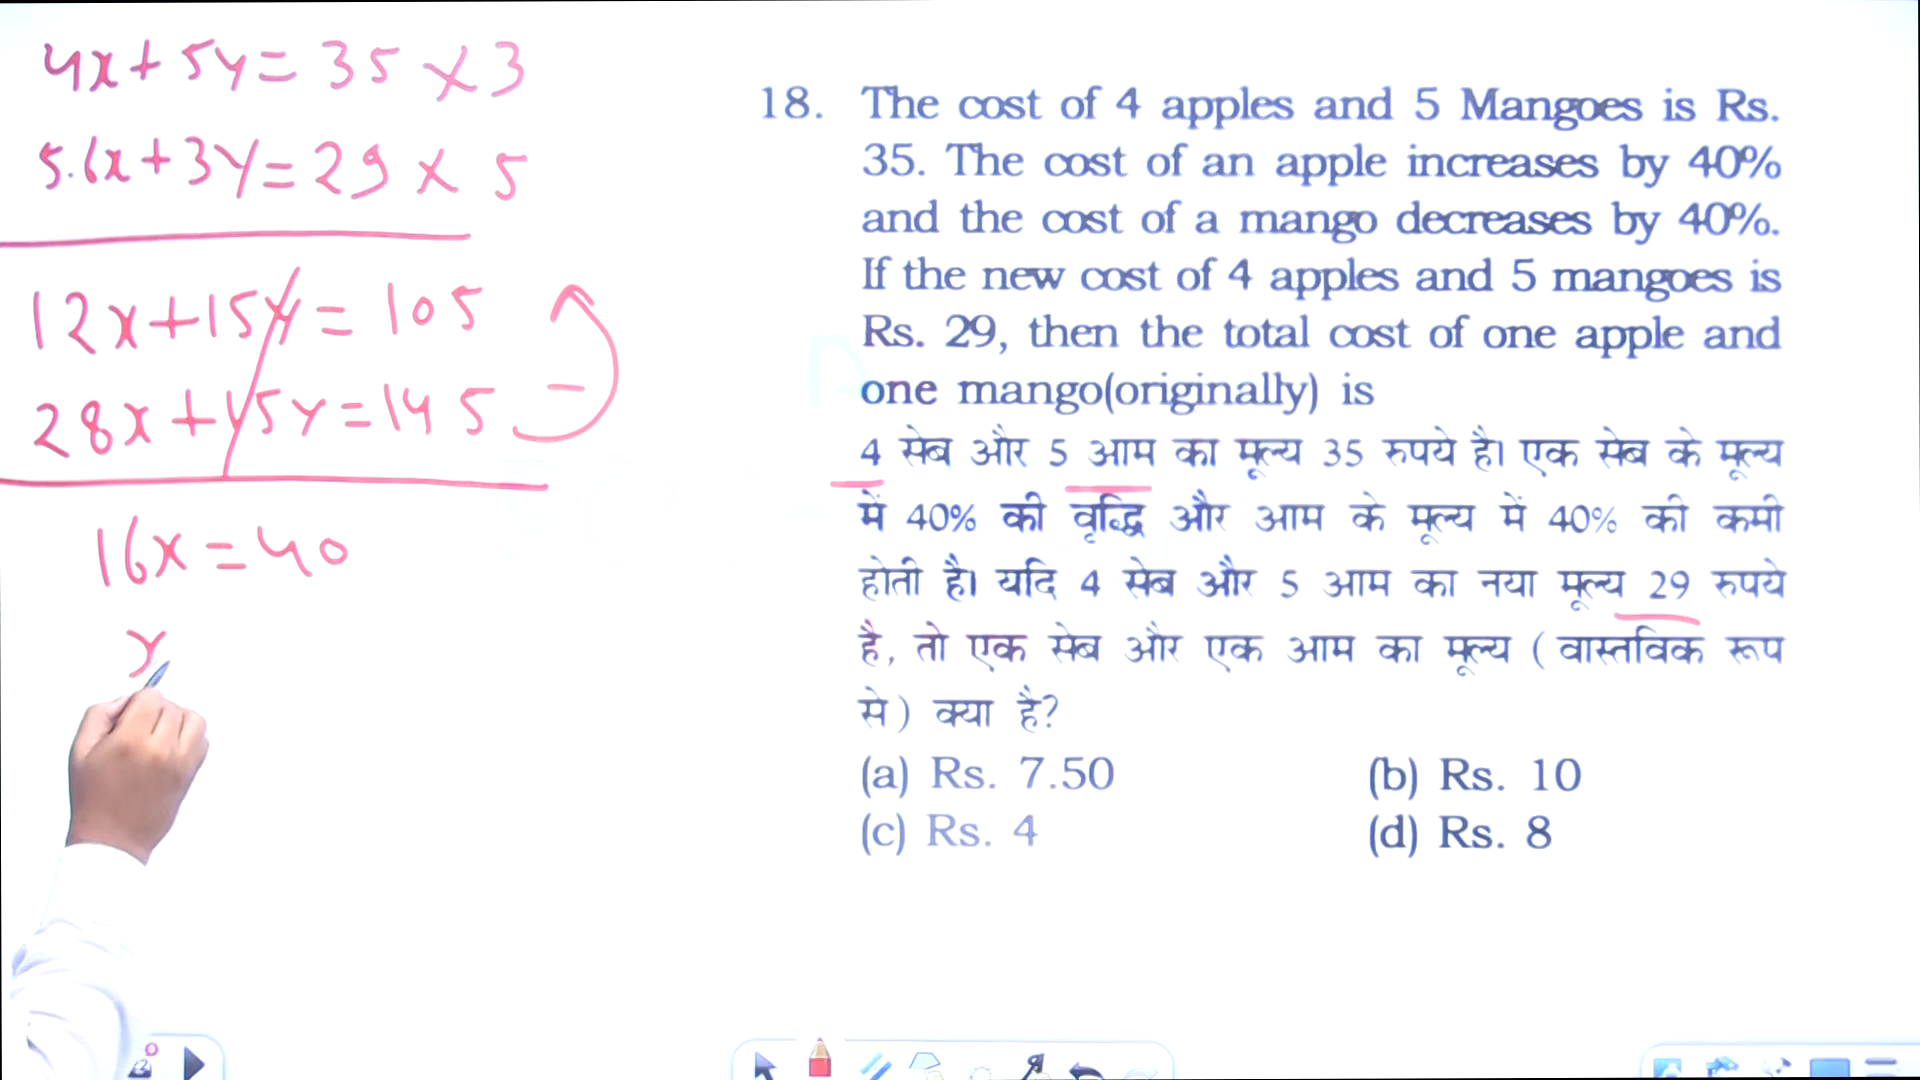 4x + 5y = 35 × 3
5.6x + 3y = 29 × 5
12x + 15y = 105
28x + 15y = 145
16x = 40
x
18. The cost of 4 apples and 5 Mangoes is Rs.
35. The cost of an apple increases by 40%
and the cost of a mango decreases by 40%.
If the new cost of 4 apples and 5 mangoes is
Rs. 29, then the total cost of one apple and
one mango(originally) is
4 सेब और 5 आम का मूल्य 35 रुपये है। एक सेब के मूल्य
में 40% की वृद्धि और आम के मूल्य में 40% की कमी
होती है। यदि 4 सेब और 5 आम का नया मूल्य 29 रुपये
है, तो एक सेब और एक आम का मूल्य (वास्तविक रूप
से) क्या है?
(a) Rs. 7.50 (b) Rs. 10
(c) Rs. 4 (d) Rs. 8